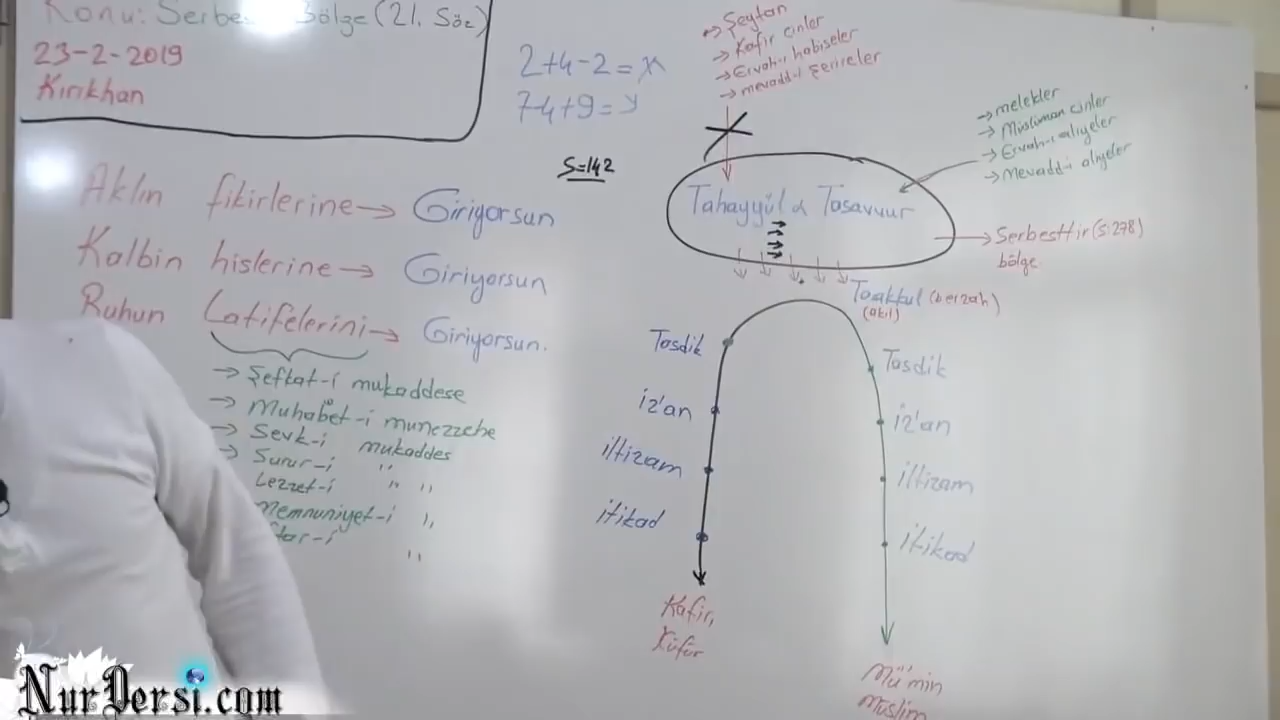 Konu: Serbest Bölge (21. Söz)
23-2-2019
Kırıkhan
2+4-2=x
7-4+9=y
S=142
Aklın fikirlerine → Giriyorsun
Kalbin hislerine → Giriyorsun
Ruhun Latifelerini → Giriyorsun.
→ Şefkat-i mukaddese
→ Muhabbet-i münezzehe
→ Şevk-i mukaddes
→ Surur-i " "
Lezzet-i " "
Memnuniyet-i "
"
→ Şeytan
→ Kafir cinler
→ Ervah-ı habiseler
→ mevadd-ı şerireler
→ melekler
→ Müslüman cinler
→ Ervah-ı aliyeler
→ Mevadd-ı aliyeler
Tahayyül & Tasavvur
→ Serbesttir (S:278)
bölge
Taakkul (berzah)
(akıl)
Tasdik
iz'an
iltizam
itikad
Kafir,
Küfür
Tasdik
iz'an
iltizam
itikad
Mü'min
Müslim
NurDersi.com